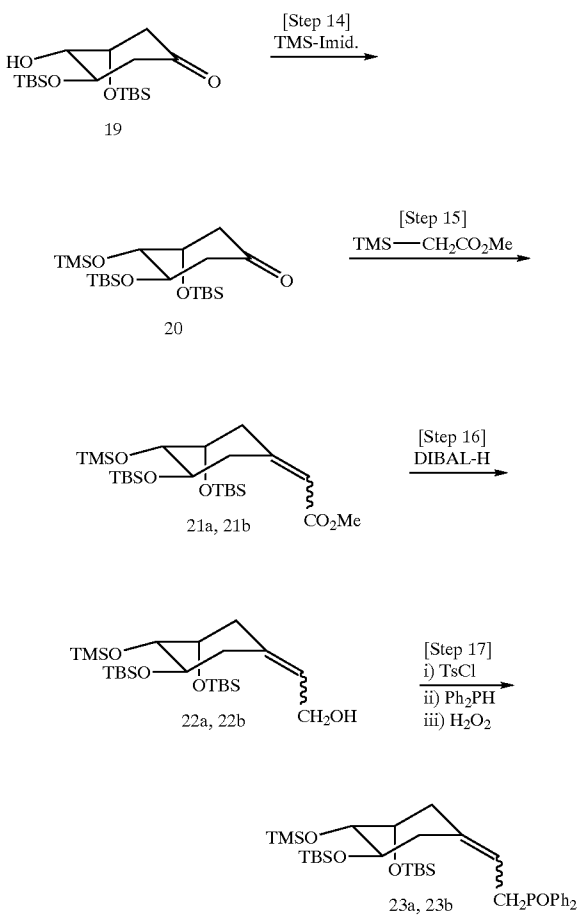 [Step 14]
TMS-Imid.
HO
TBSO
OTBS
O
19
[Step 15]
TMS—CH₂CO₂Me
TMSO
TBSO
OTBS
O
20
[Step 16]
DIBAL-H
TMSO
TBSO
OTBS
CO₂Me
21a, 21b
[Step 17]
i) TsCl
ii) Ph₂PH
iii) H₂O₂
TMSO
TBSO
OTBS
CH₂OH
22a, 22b
TMSO
TBSO
OTBS
CH₂POPh₂
23a, 23b